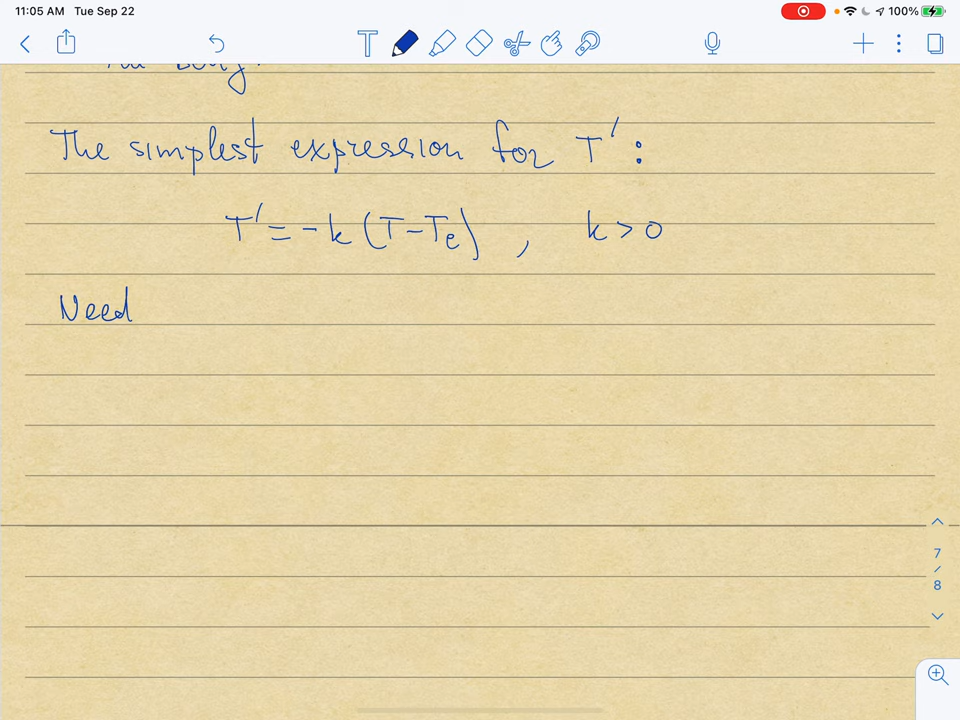 11:05 AM Tue Sep 22
100%
T
The simplest expression for T' :
T' = -k (T-Te) , k > 0
Need
7
/
8